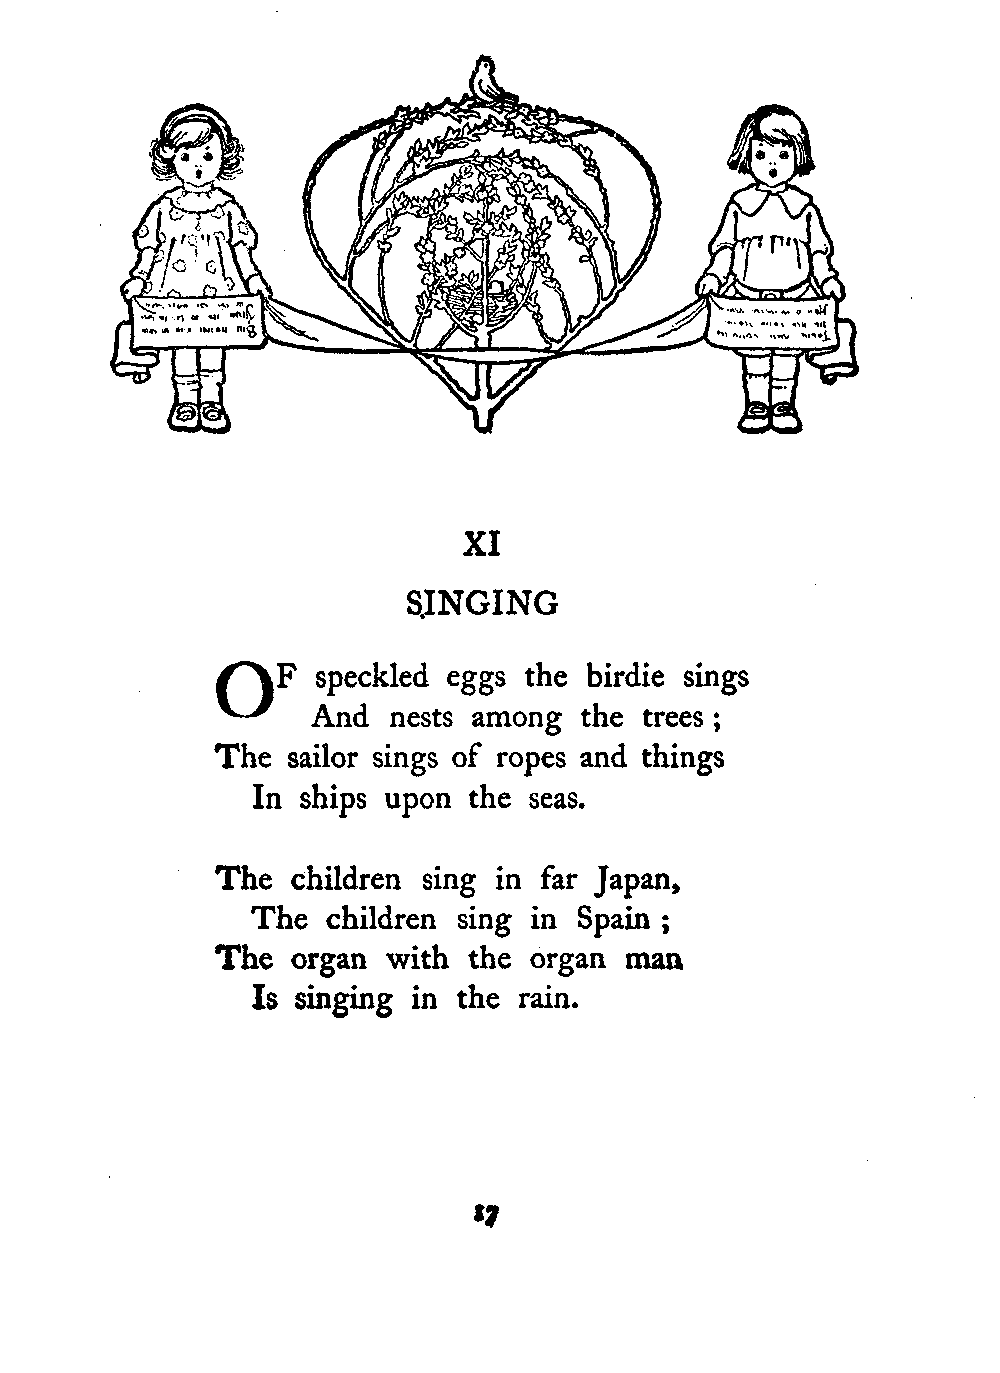 XI
SINGING
OF speckled eggs the birdie sings
And nests among the trees ;
The sailor sings of ropes and things
In ships upon the seas.
The children sing in far Japan,
The children sing in Spain ;
The organ with the organ man
Is singing in the rain.
17